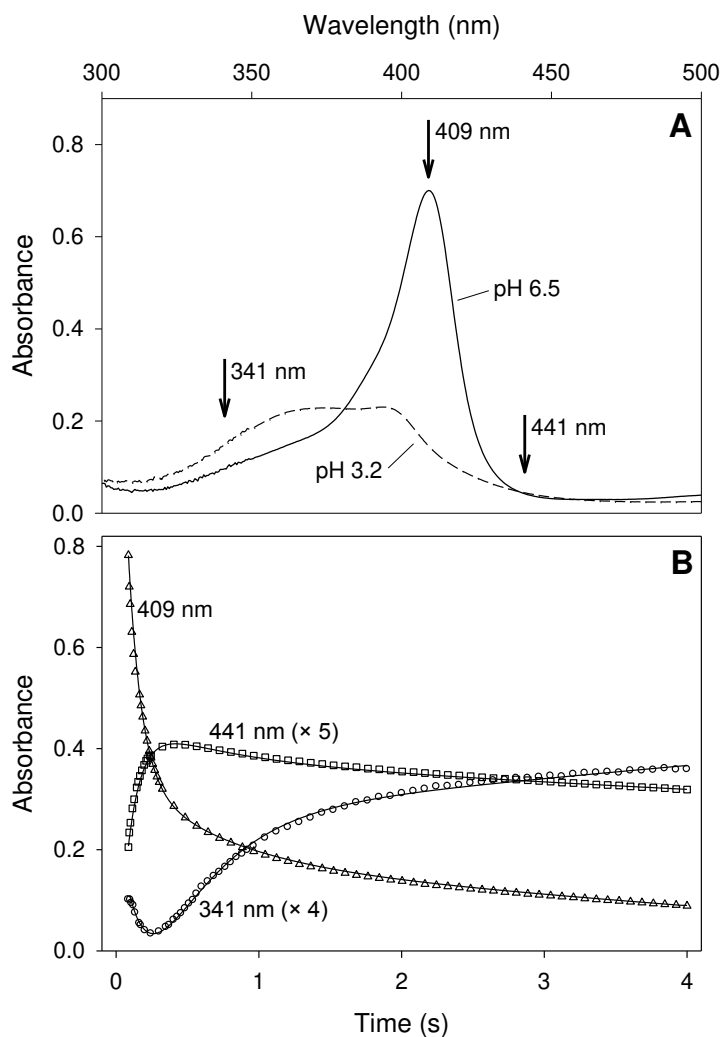 Wavelength (nm)
300 350 400 450 500
A
409 nm
0.8
0.6
pH 6.5
Absorbance
0.4
341 nm
441 nm
0.2
pH 3.2
0.0
B
0.8
409 nm
0.6
441 nm (× 5)
Absorbance
0.4
0.2
341 nm (× 4)
0.0
0 1 2 3 4
Time (s)